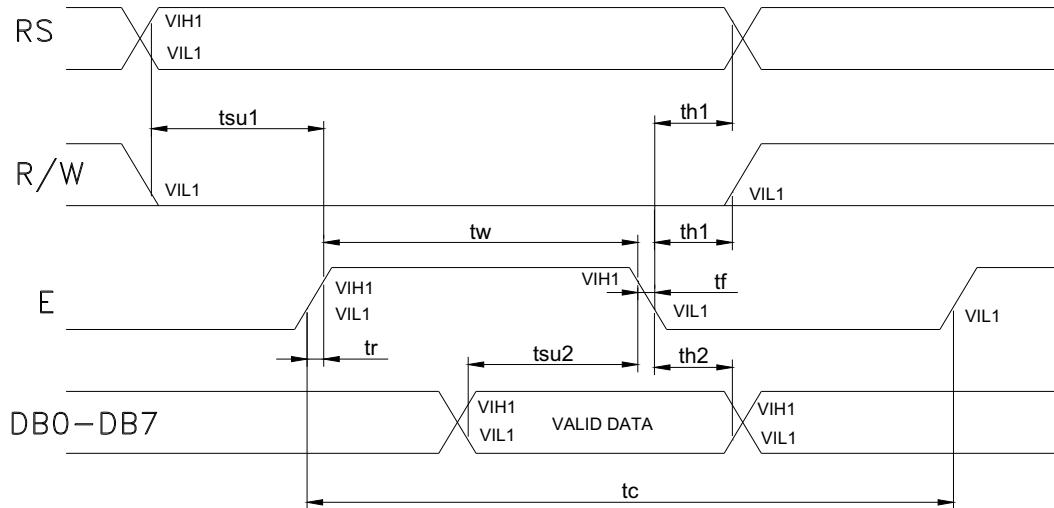 RS
VIH1
VIL1
tsu1
th1
R/W
VIL1
VIL1
tw
th1
E
VIH1
tf
VIH1
VIL1
VIL1
VIL1
tr
tsu2
th2
DB0-DB7
VIH1
VIL1
VALID DATA
VIH1
VIL1
tc